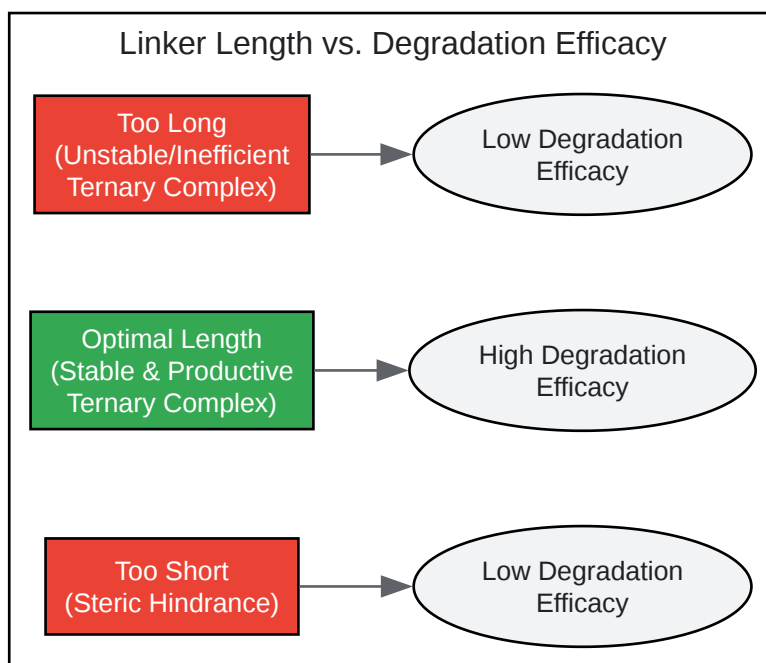 Linker Length vs. Degradation Efficacy
Too Long
(Unstable/Inefficient
Ternary Complex)
Low Degradation
Efficacy
Optimal Length
(Stable & Productive
Ternary Complex)
High Degradation
Efficacy
Too Short
(Steric Hindrance)
Low Degradation
Efficacy